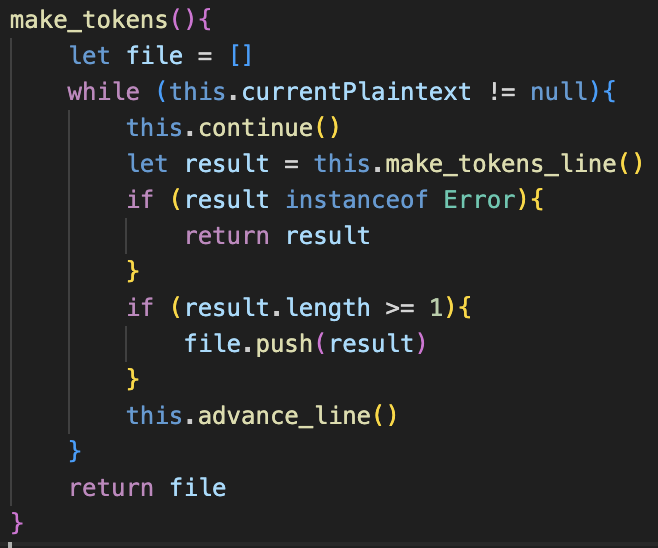 make_tokens(){
    let file = []
    while (this.currentPlaintext != null){
        this.continue()
        let result = this.make_tokens_line()
        if (result instanceof Error){
            return result
        }
        if (result.length >= 1){
            file.push(result)
        }
        this.advance_line()
    }
    return file
}